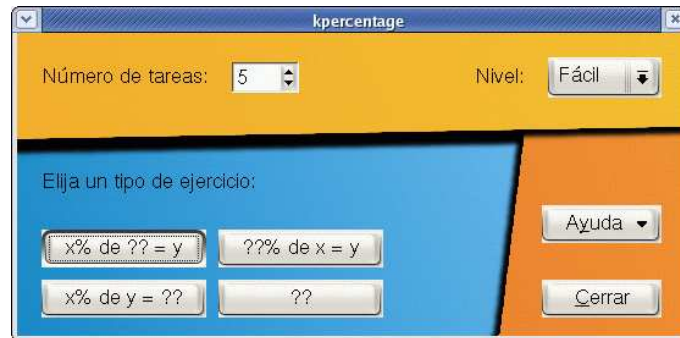 kpercentage
Número de tareas: 5 Nivel: Fácil
Elija un tipo de ejercicio:
x% de ?? = y ??% de x = y
Ayuda
x% de y = ?? ?? Cerrar